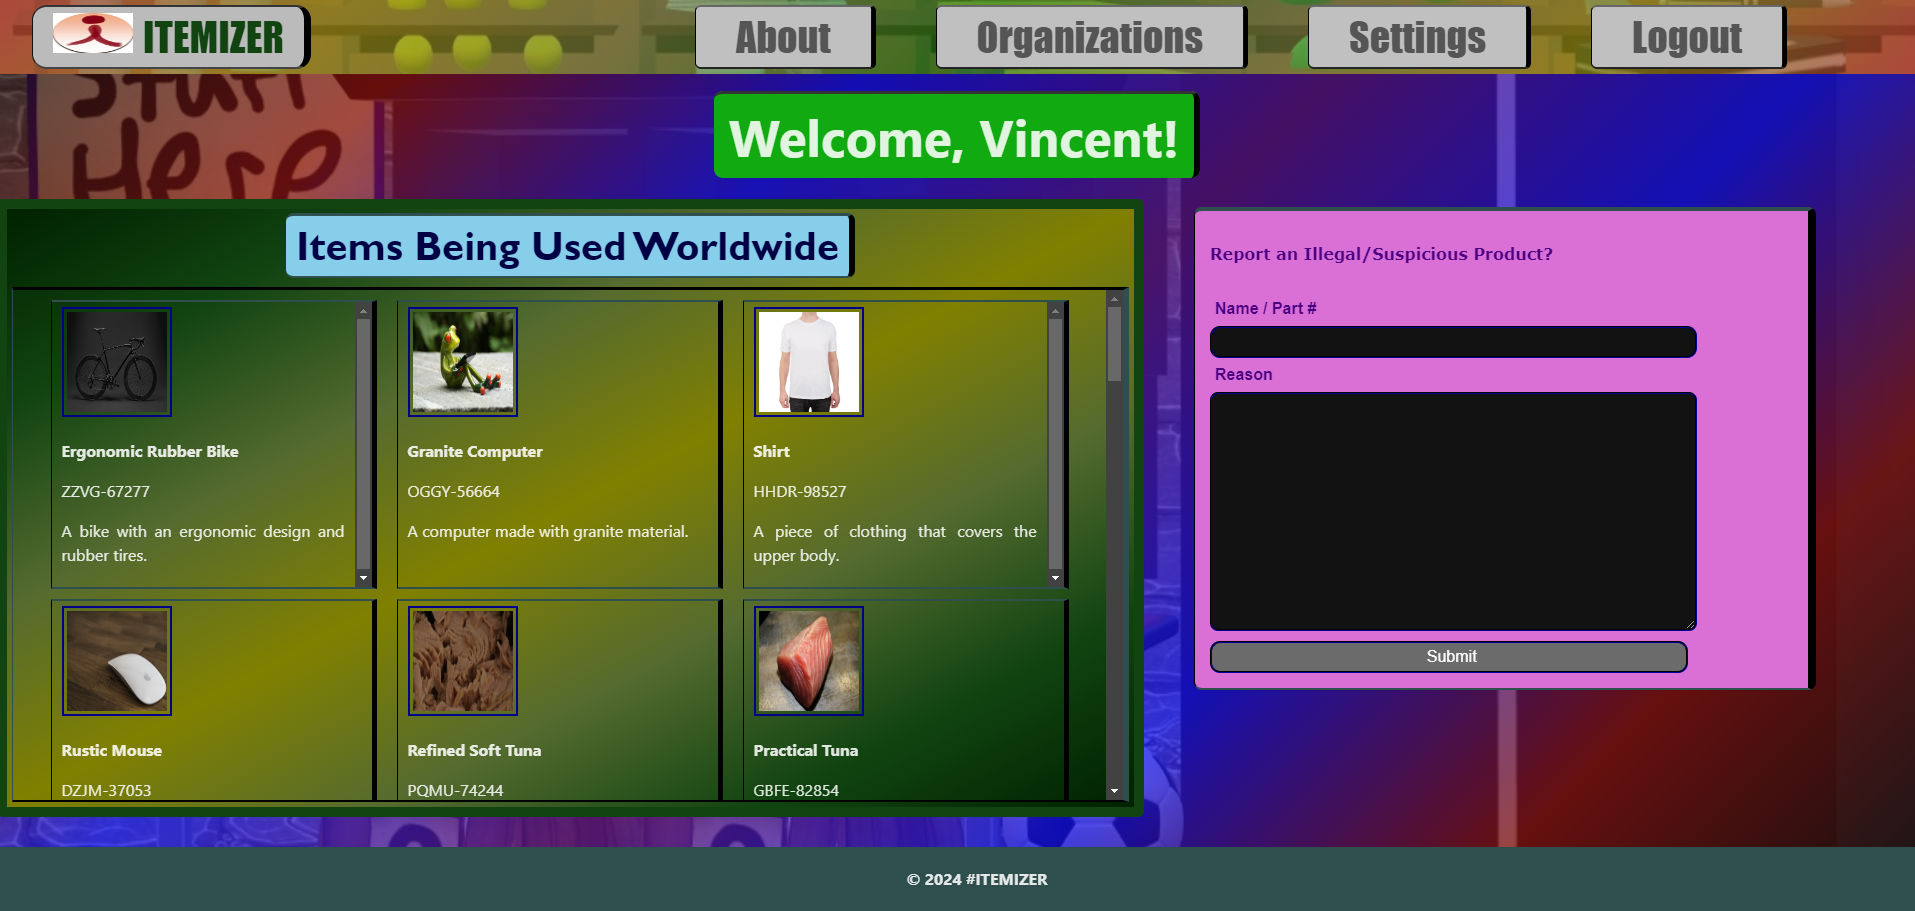 ITEMIZER
About
Organizations
Settings
Logout
Stuff
Here
Welcome, Vincent!
Items Being Used Worldwide
Ergonomic Rubber Bike
ZZVG-67277
A bike with an ergonomic design and
rubber tires.
Granite Computer
OGGY-56664
A computer made with granite material.
Shirt
HHDR-98527
A piece of clothing that covers the
upper body.
Rustic Mouse
DZJM-37053
Refined Soft Tuna
PQMU-74244
Practical Tuna
GBFE-82854
Report an Illegal/Suspicious Product?
Name / Part #
Reason
Submit
© 2024 #ITEMIZER